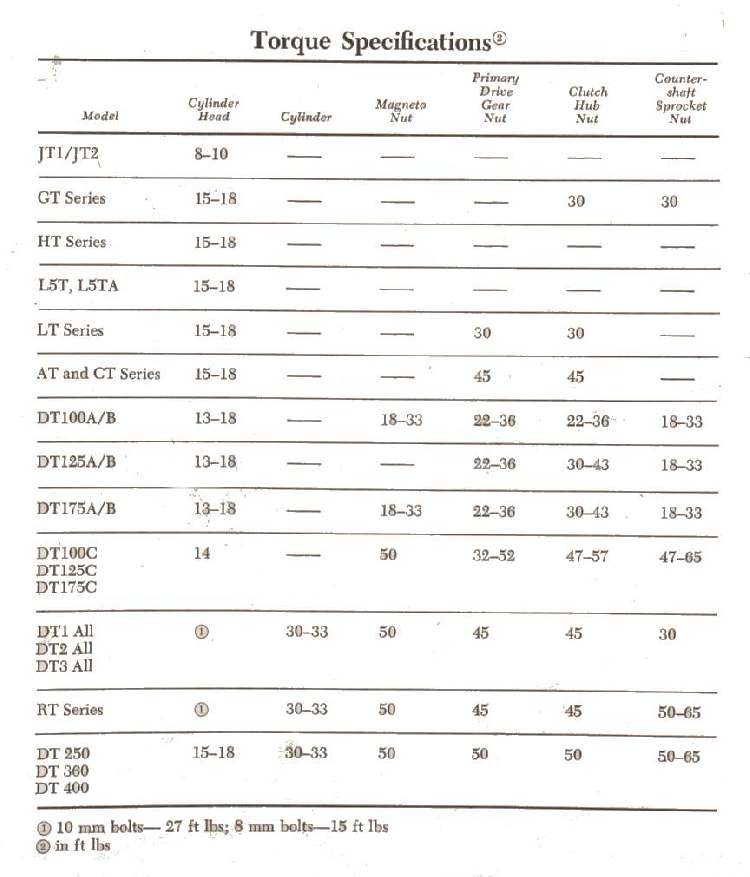 Torque Specifications②
Model Cylinder Head Cylinder Magneto Nut Primary Drive Gear Nut Clutch Hub Nut Counter-shaft Sprocket Nut
JT1/JT2 8–10 — — — — —
GT Series 15–18 — — — 30 30
HT Series 15–18 — — — — —
L5T, L5TA 15–18 — — — — —
LT Series 15–18 — — 30 30 —
AT and CT Series 15–18 — — 45 45 —
DT100A/B 13–18 — 18–33 22–36 22–36 18–33
DT125A/B 13–18 — — 22–36 30–43 18–33
DT175A/B 13–18 — 18–33 22–36 30–43 18–33
DT100C 14 — 50 32–52 47–57 47–65
DT125C
DT175C
DT1 All ① 30–33 50 45 45 30
DT2 All
DT3 All
RT Series ① 30–33 50 45 45 50–65
DT 250 15–18 30–33 50 50 50 50–65
DT 360
DT 400
① 10 mm bolts— 27 ft lbs; 8 mm bolts—15 ft lbs
② in ft lbs